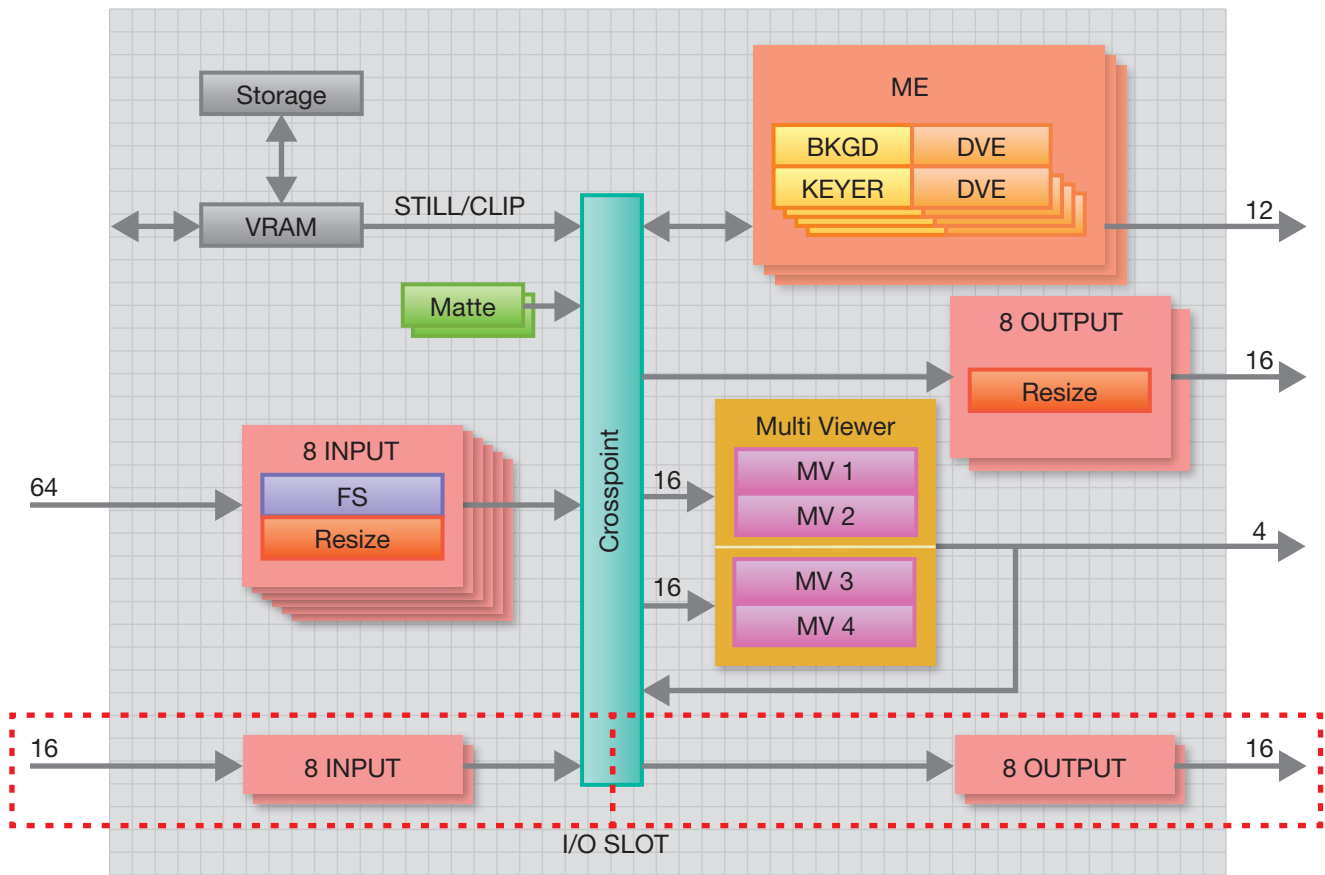 Storage
VRAM
STILL/CLIP
Matte
ME
BKGD DVE
KEYER DVE
12
8 OUTPUT
Resize
16
64
8 INPUT
FS
Resize
Crosspoint
Multi Viewer
16
MV 1
MV 2
16
MV 3
MV 4
4
16
8 INPUT
8 OUTPUT
16
I/O SLOT